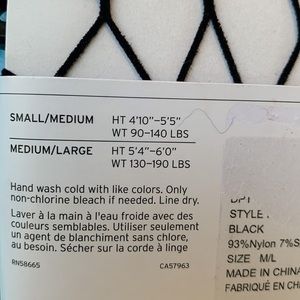 SMALL/MEDIUM HT 4'10"–5'5"
WT 90–140 LBS
MEDIUM/LARGE HT 5'4"–6'0"
WT 130–190 LBS
Hand wash cold with like colors. Only
non-chlorine bleach if needed. Line dry.
Laver à la main à l'eau froide avec des
couleurs semblables. Utiliser seulement
un agent de blanchiment sans chlore,
au besoin. Sécher sur la corde à linge
RN58665 CA57963
STYLE
BLACK
93%Nylon 7%S
SIZE M/L
MADE IN CHINA
FABRIQUÉ EN CH